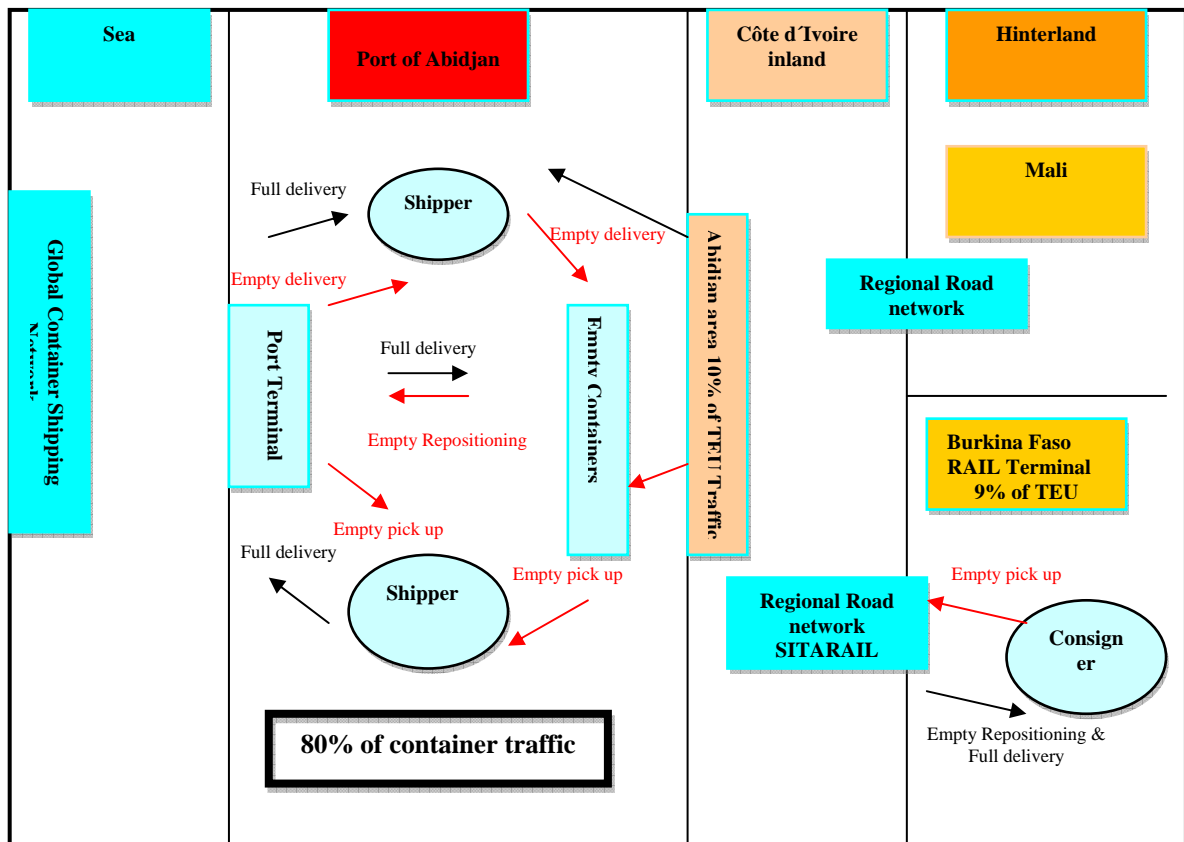 Sea
Port of Abidjan
Côte d´Ivoire
inland
Hinterland
Mali
Full delivery
Shipper
Empty delivery
Empty delivery
Global Container Shipping
Port Terminal
Full delivery
Empty Repositioning
Empty Containers
Abidjan area 10% of TEU Traffic
Regional Road
network
Burkina Faso
RAIL Terminal
9% of TEU
Empty pick up
Full delivery
Shipper
Empty pick up
Regional Road
network
SITARAIL
Empty pick up
Consign
er
Empty Repositioning &
Full delivery
80% of container traffic